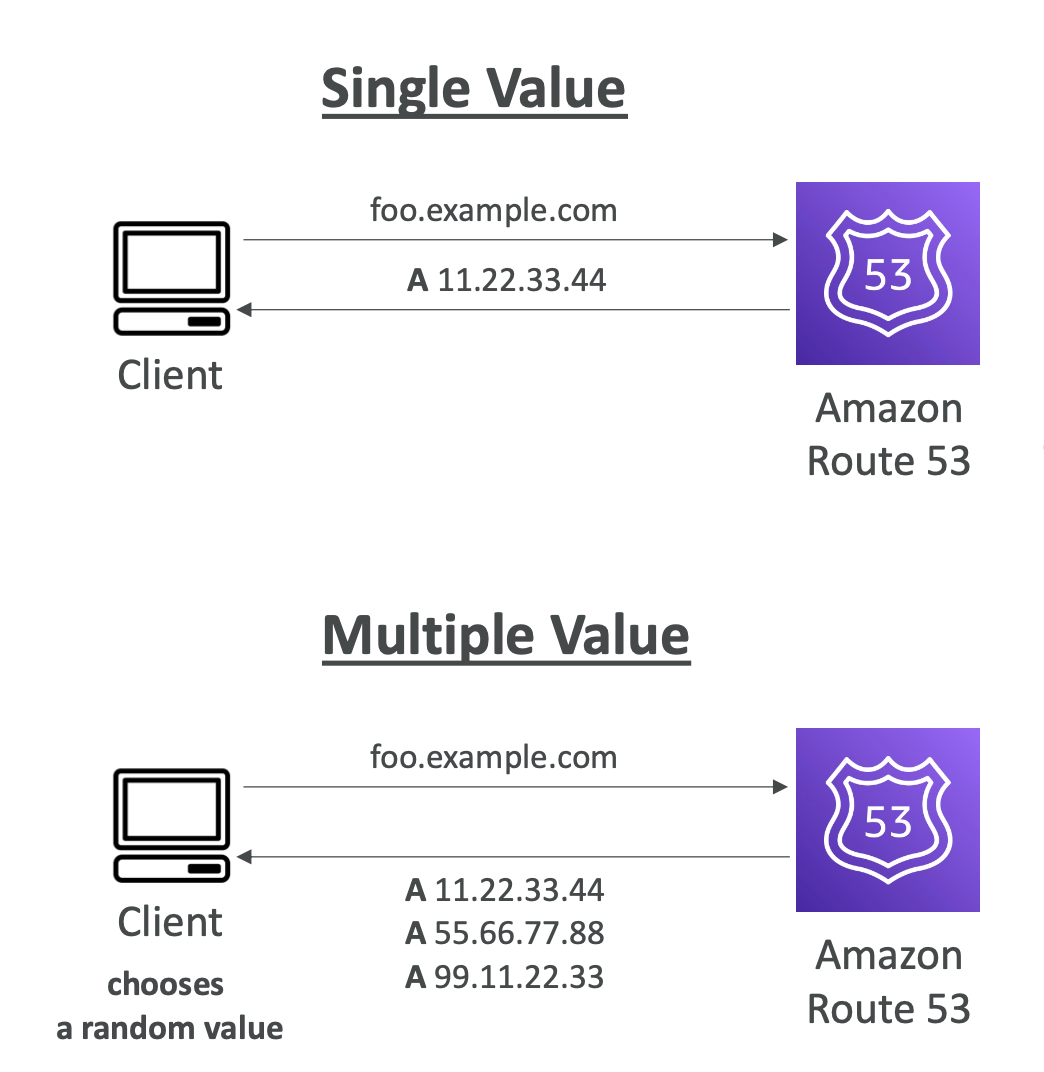 Single Value
foo.example.com
A 11.22.33.44
53
Client
Amazon
Route 53
Multiple Value
foo.example.com
53
A 11.22.33.44
A 55.66.77.88
A 99.11.22.33
Client
chooses
a random value
Amazon
Route 53